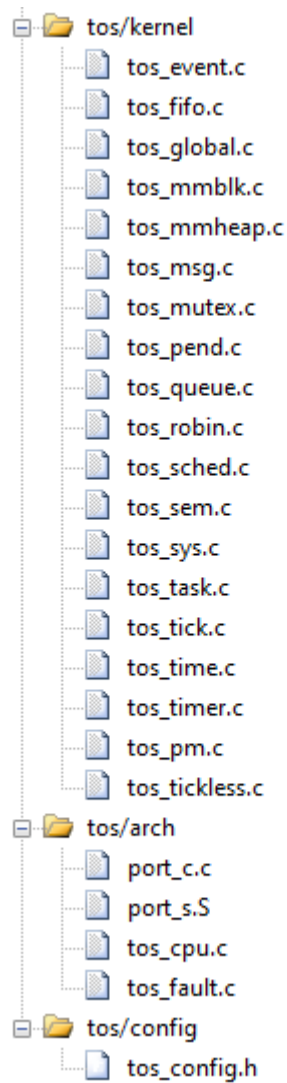 tos/kernel
tos_event.c
tos_fifo.c
tos_global.c
tos_mmblk.c
tos_mmheap.c
tos_msg.c
tos_mutex.c
tos_pend.c
tos_queue.c
tos_robin.c
tos_sched.c
tos_sem.c
tos_sys.c
tos_task.c
tos_tick.c
tos_time.c
tos_timer.c
tos_pm.c
tos_tickless.c
tos/arch
port_c.c
port_s.S
tos_cpu.c
tos_fault.c
tos/config
tos_config.h